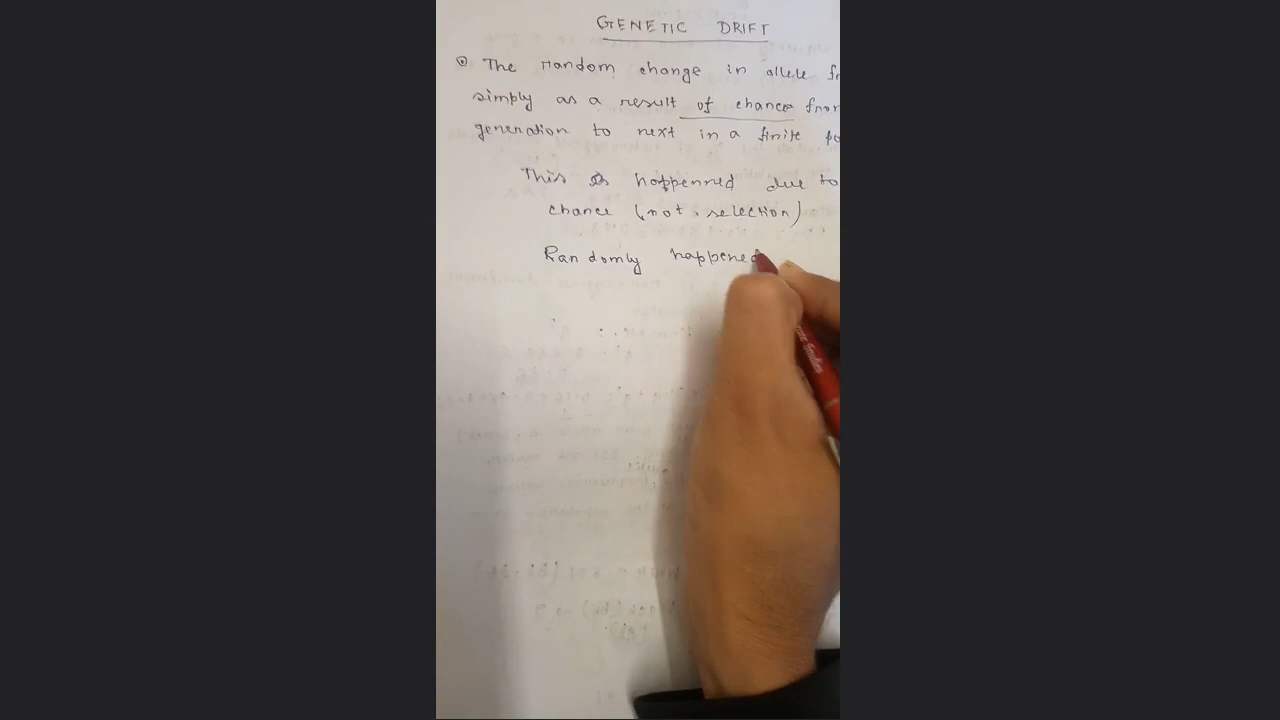 GENETIC DRIFT
The random change in allele
simply as a result of chance from
generation to next in a finite
This is happenned due to
chance (not selection)
Randomly happened